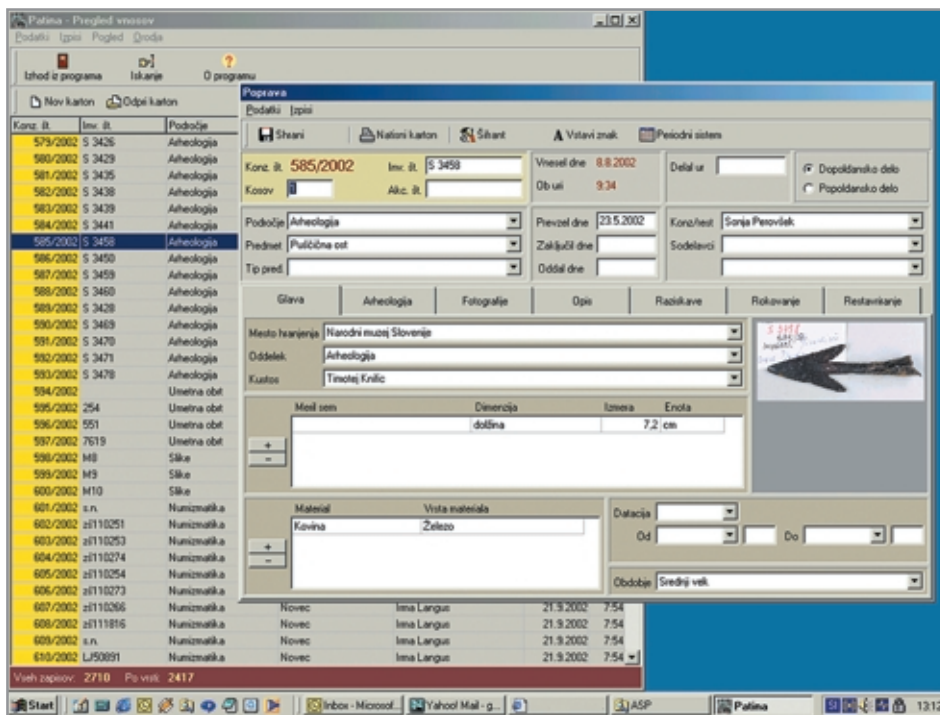 Patina - Pregled vnosov
Podatki Izpisi Pogled Orodja
Izhod iz programa Iskanje O programu
Nov karton Odpri karton
Konz. št. Inv. št. Področje
579/2002 S 3426 Arheologija
580/2002 S 3429 Arheologija
581/2002 S 3435 Arheologija
582/2002 S 3438 Arheologija
583/2002 S 3439 Arheologija
584/2002 S 3441 Arheologija
585/2002 S 3458 Arheologija
586/2002 S 3450 Arheologija
587/2002 S 3459 Arheologija
588/2002 S 3460 Arheologija
589/2002 S 3428 Arheologija
590/2002 S 3469 Arheologija
591/2002 S 3470 Arheologija
592/2002 S 3471 Arheologija
593/2002 S 3478 Arheologija
594/2002 Umetna obrt
595/2002 254 Umetna obrt
596/2002 551 Umetna obrt
597/2002 7619 Umetna obrt
598/2002 M8 Slike
599/2002 M9 Slike
600/2002 M10 Slike
601/2002 s.n. Numizmatika
602/2002 zl110251 Numizmatika
603/2002 zl110253 Numizmatika
604/2002 zl110274 Numizmatika
605/2002 zl110254 Numizmatika
606/2002 zl110273 Numizmatika
607/2002 zl110266 Numizmatika Novec Irma Langus 21.9.2002 7:54
608/2002 zl111816 Numizmatika Novec Irma Langus 21.9.2002 7:54
609/2002 s.n. Numizmatika Novec Irma Langus 21.9.2002 7:54
610/2002 LJ50891 Numizmatika Novec Irma Langus 21.9.2002 7:54
Vseh zapisov: 2710 Po vrsti: 2417
Poprava
Podatki Izpisi
Shrani Natisni karton Šifrant Vstavi znak Periodni sistem
Konz. št. 585/2002 Inv. št. S 3458 Vnesel dne 8.8.2002 Delal ur Dopoldansko delo
Kosov 1 Akc. št. Ob uri 9:34 Popoldansko delo
Področje Arheologija Prevzel dne 23.5.2002 Konz/rest Sonja Perovšek
Predmet Puščična ost Zaključil dne Sodelavci
Tip pred. Oddal dne
Glava Arheologija Fotografije Opis Raziskave Rokovanje Restavriranje
Mesto hranjenja Narodni muzej Slovenije
Oddelek Arheologija
Kustos Timotej Knific
S 3458
Meril sem Dimenzija Izmera Enota
dolžina 7,2 cm
+
-
Material Vrsta materiala
Kovina Železo
+
-
Datacija
Od Do
Obdobje Srednji vek
Start Inbox - Microsof... Yahoo! Mail - g... ASP Patina SI 13:12